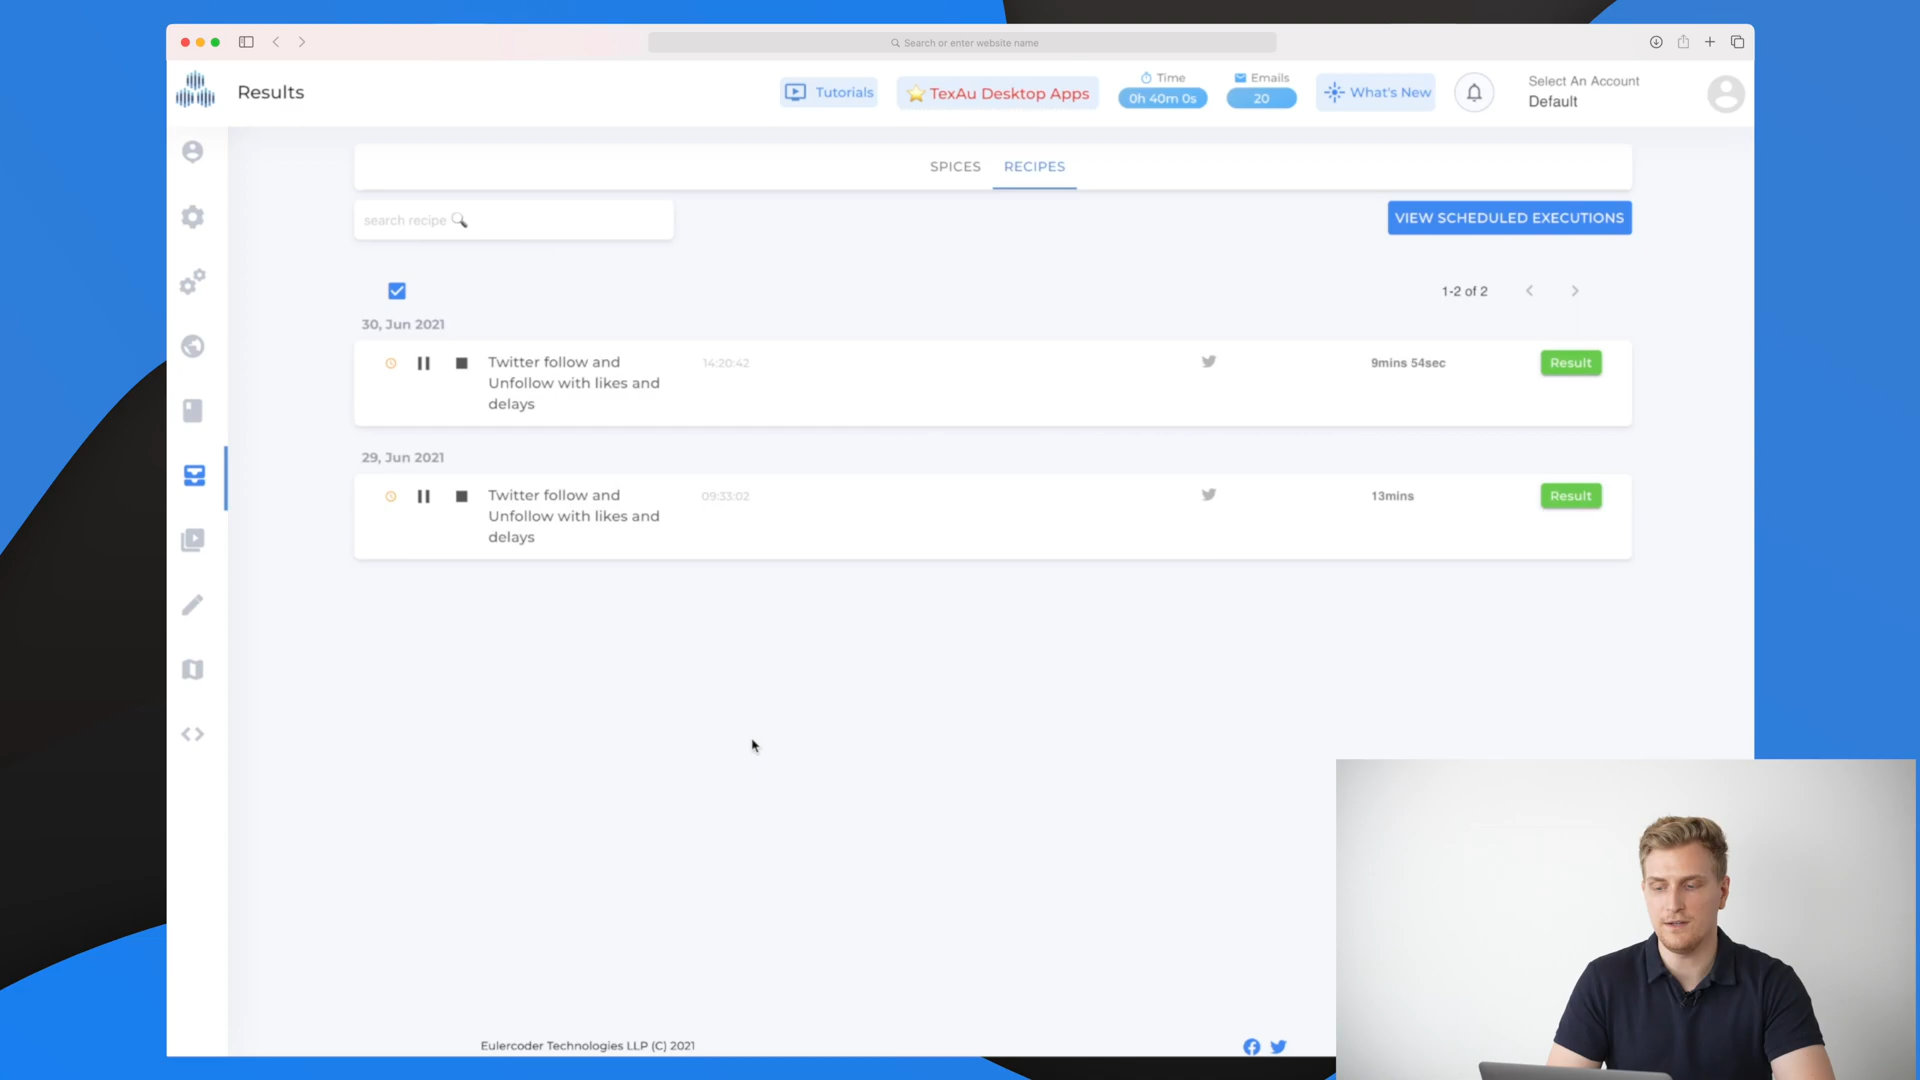 Search or enter website name
Results
Tutorials
TexAu Desktop Apps
Time
0h 40m 0s
Emails
20
What's New
Select An Account
Default
SPICES
RECIPES
search recipe
VIEW SCHEDULED EXECUTIONS
1-2 of 2
30, Jun 2021
Twitter follow and
Unfollow with likes and
delays
14:20:42
9mins 54sec
Result
29, Jun 2021
Twitter follow and
Unfollow with likes and
delays
09:33:02
13mins
Result
Eulercoder Technologies LLP (C) 2021